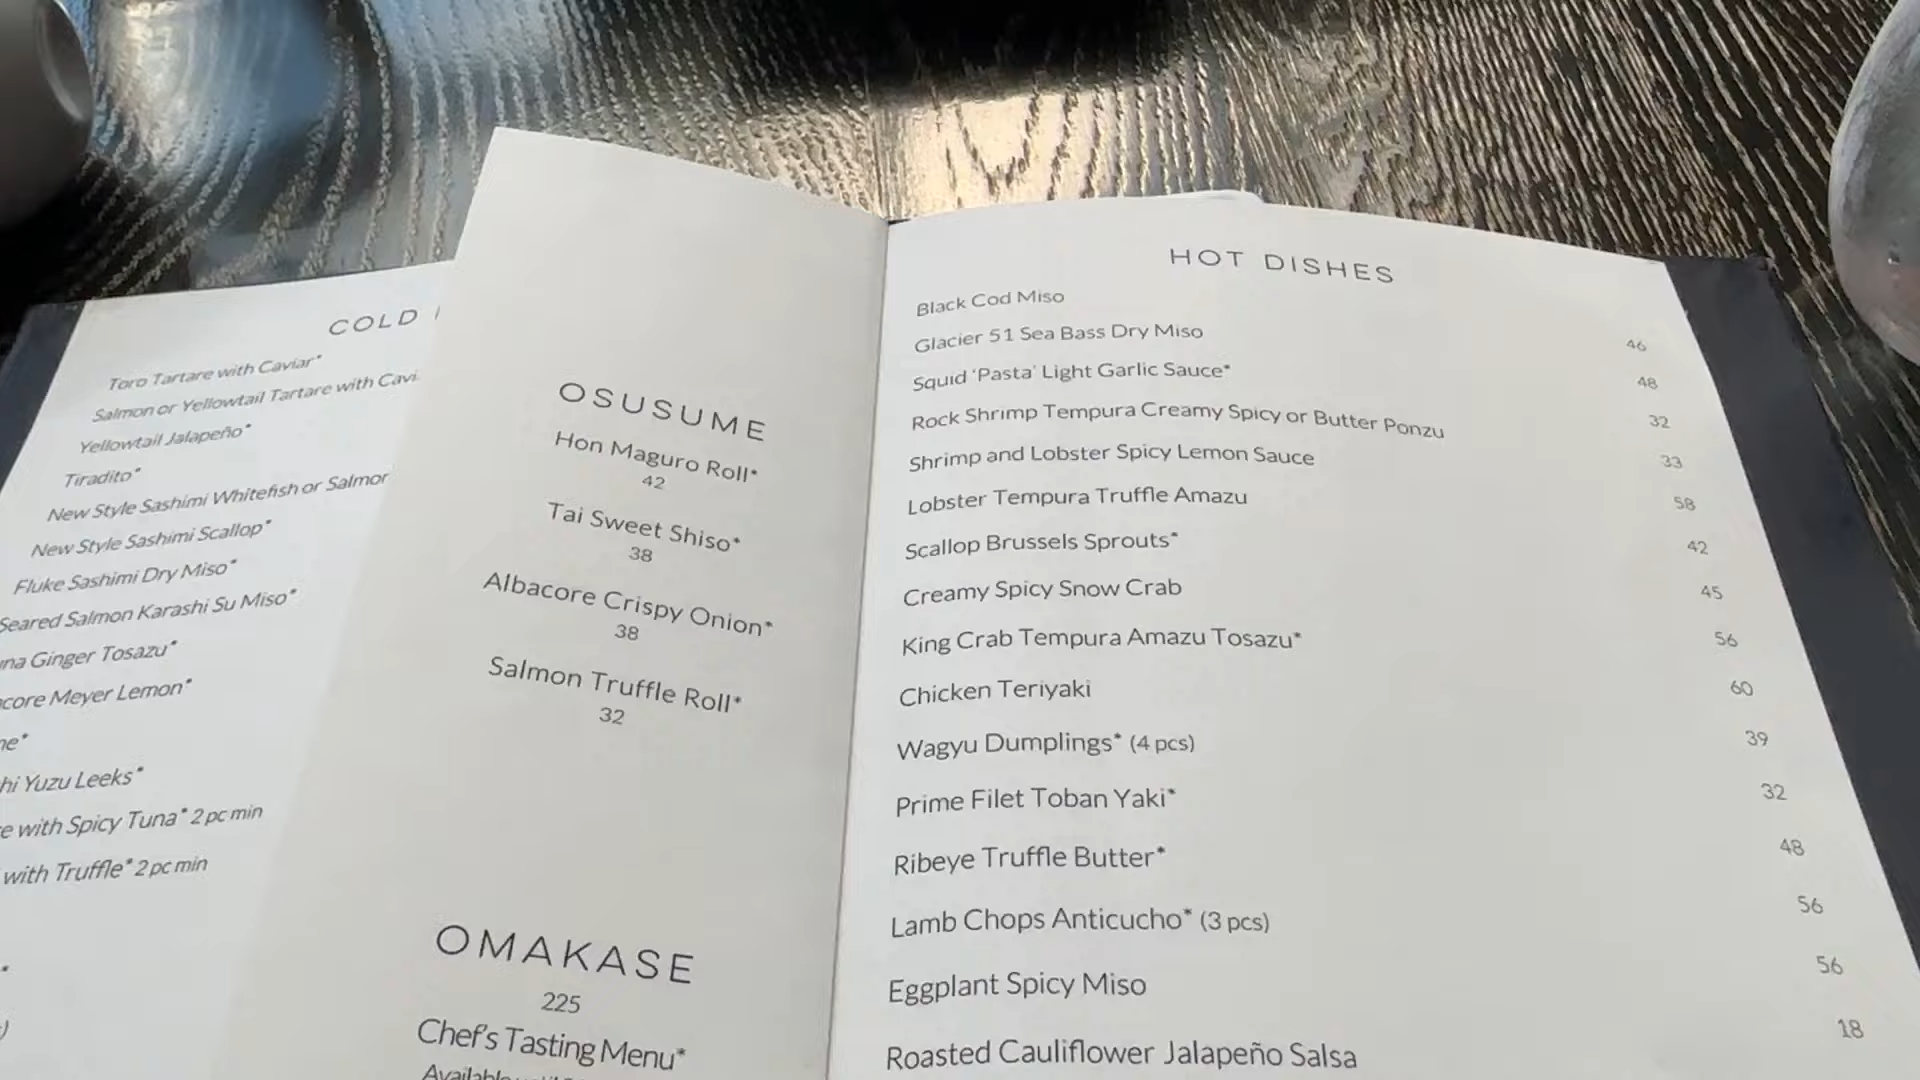 COLD
Toro Tartare with Caviar*
Salmon or Yellowtail Tartare with Cavi
Yellowtail Jalapeño*
Tiradito*
New Style Sashimi Whitefish or Salmor
New Style Sashimi Scallop*
Fluke Sashimi Dry Miso*
Seared Salmon Karashi Su Miso*
na Ginger Tosazu*
core Meyer Lemon*
ne*
hi Yuzu Leeks*
e with Spicy Tuna* 2 pc min
with Truffle* 2 pc min
OSUSUME
Hon Maguro Roll*
42
Tai Sweet Shiso*
38
Albacore Crispy Onion*
38
Salmon Truffle Roll*
32
OMAKASE
225
Chef's Tasting Menu*
HOT DISHES
Black Cod Miso 46
Glacier 51 Sea Bass Dry Miso 48
Squid 'Pasta' Light Garlic Sauce* 32
Rock Shrimp Tempura Creamy Spicy or Butter Ponzu 33
Shrimp and Lobster Spicy Lemon Sauce 58
Lobster Tempura Truffle Amazu 42
Scallop Brussels Sprouts* 45
Creamy Spicy Snow Crab 56
King Crab Tempura Amazu Tosazu* 60
Chicken Teriyaki 39
Wagyu Dumplings* (4 pcs) 32
Prime Filet Toban Yaki* 48
Ribeye Truffle Butter* 56
Lamb Chops Anticucho* (3 pcs) 56
Eggplant Spicy Miso 18
Roasted Cauliflower Jalapeño Salsa